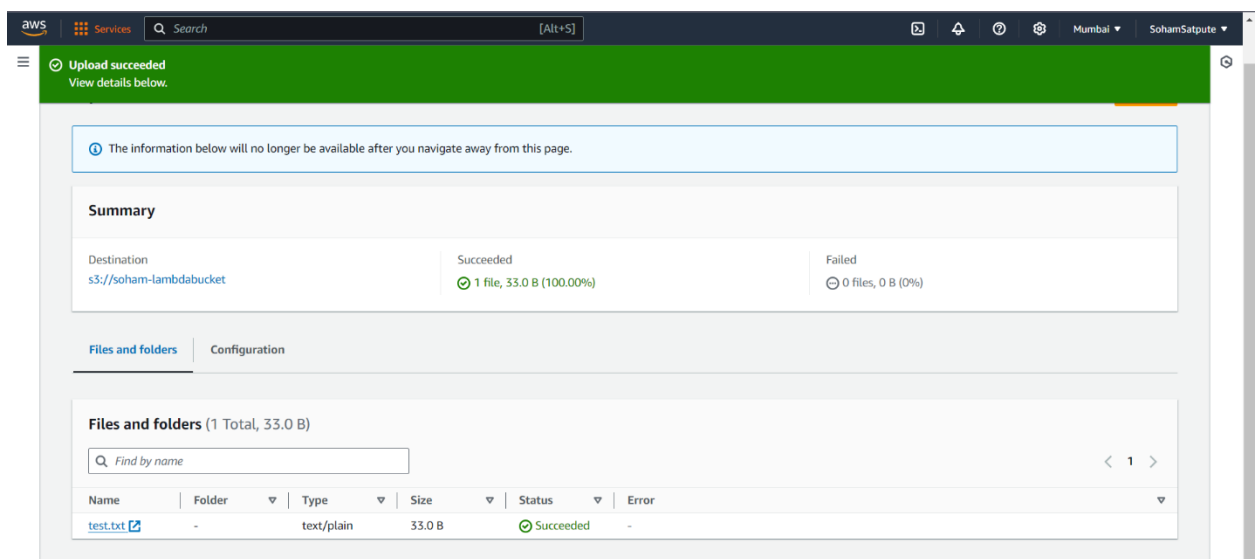 aws Services Search [Alt+S] Mumbai SohamSatpute
Upload succeeded
View details below.
The information below will no longer be available after you navigate away from this page.
Summary
Destination Succeeded Failed
s3://soham-lambdabucket 1 file, 33.0 B (100.00%) 0 files, 0 B (0%)
Files and folders Configuration
Files and folders (1 Total, 33.0 B)
Find by name 1
Name Folder Type Size Status Error
test.txt - text/plain 33.0 B Succeeded -